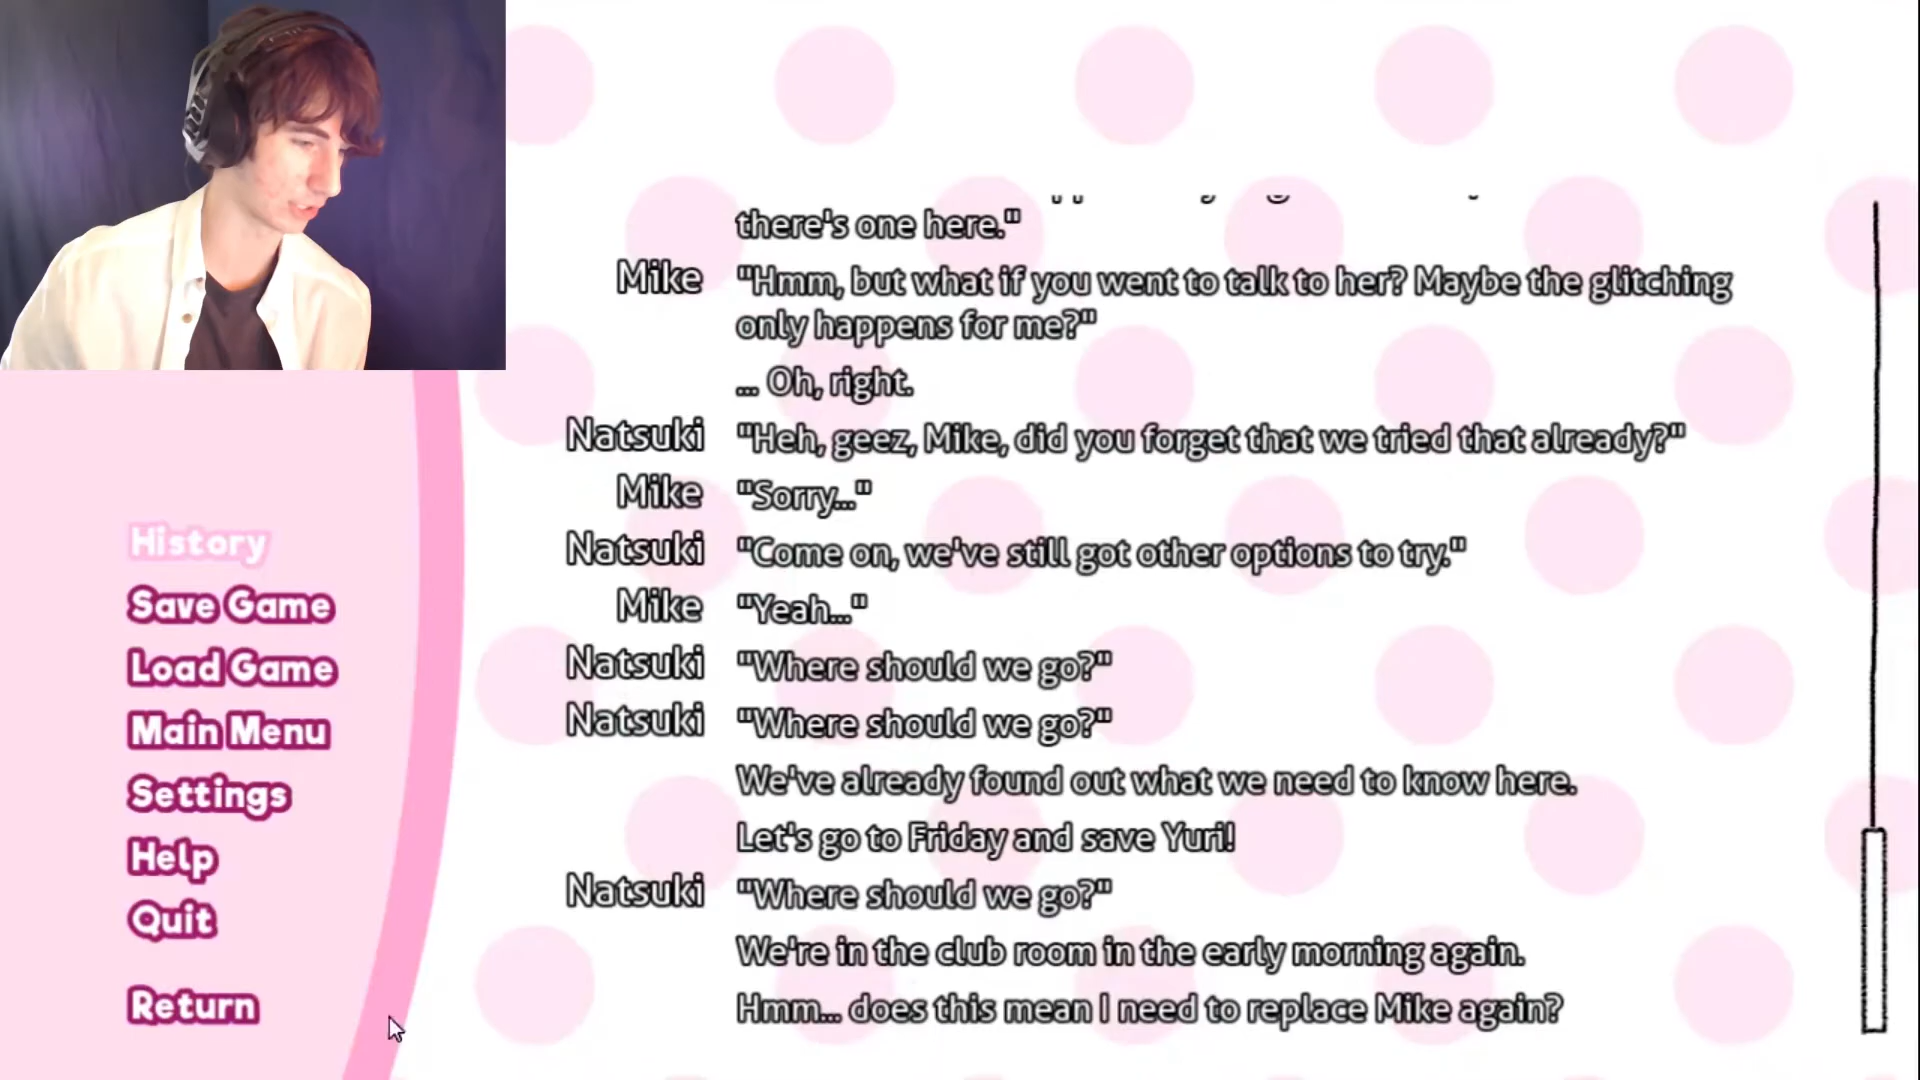 there's one here."
Mike "Hmm, but what if you went to talk to her? Maybe the glitching
only happens for me?"
... Oh, right.
Natsuki "Heh, geez, Mike, did you forget that we tried that already?"
Mike "Sorry..."
Natsuki "Come on, we've still got other options to try."
Mike "Yeah..."
Natsuki "Where should we go?"
Natsuki "Where should we go?"
We've already found out what we need to know here.
Let's go to Friday and save Yuri!
Natsuki "Where should we go?"
We're in the club room in the early morning again.
Hmm... does this mean I need to replace Mike again?
History
Save Game
Load Game
Main Menu
Settings
Help
Quit
Return